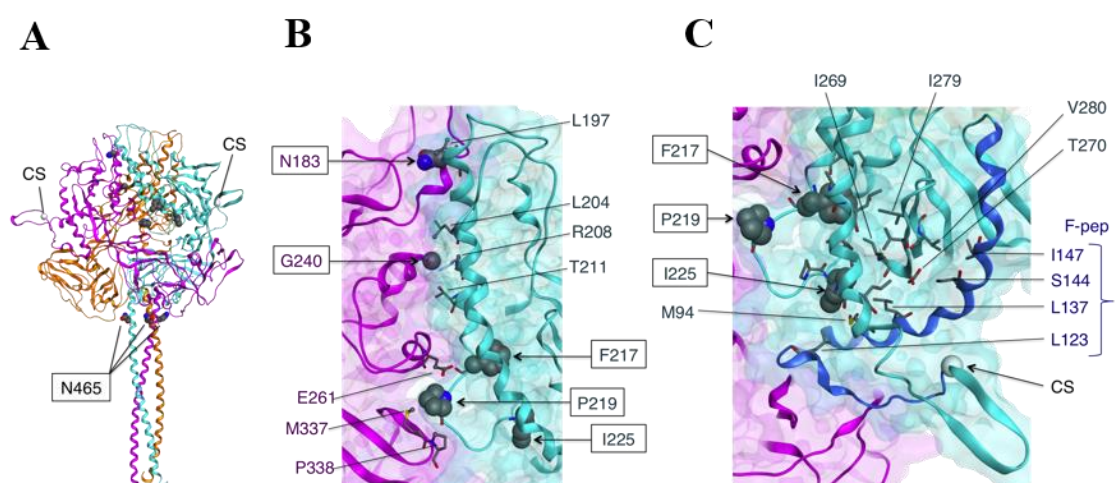 A
B
C
CS
CS
N465
N183
L197
L204
R208
G240
T211
F217
E261
P219
M337
I225
P338
I269
I279
V280
F217
T270
P219
F-pep
I147
I225
S144
M94
L137
L123
CS